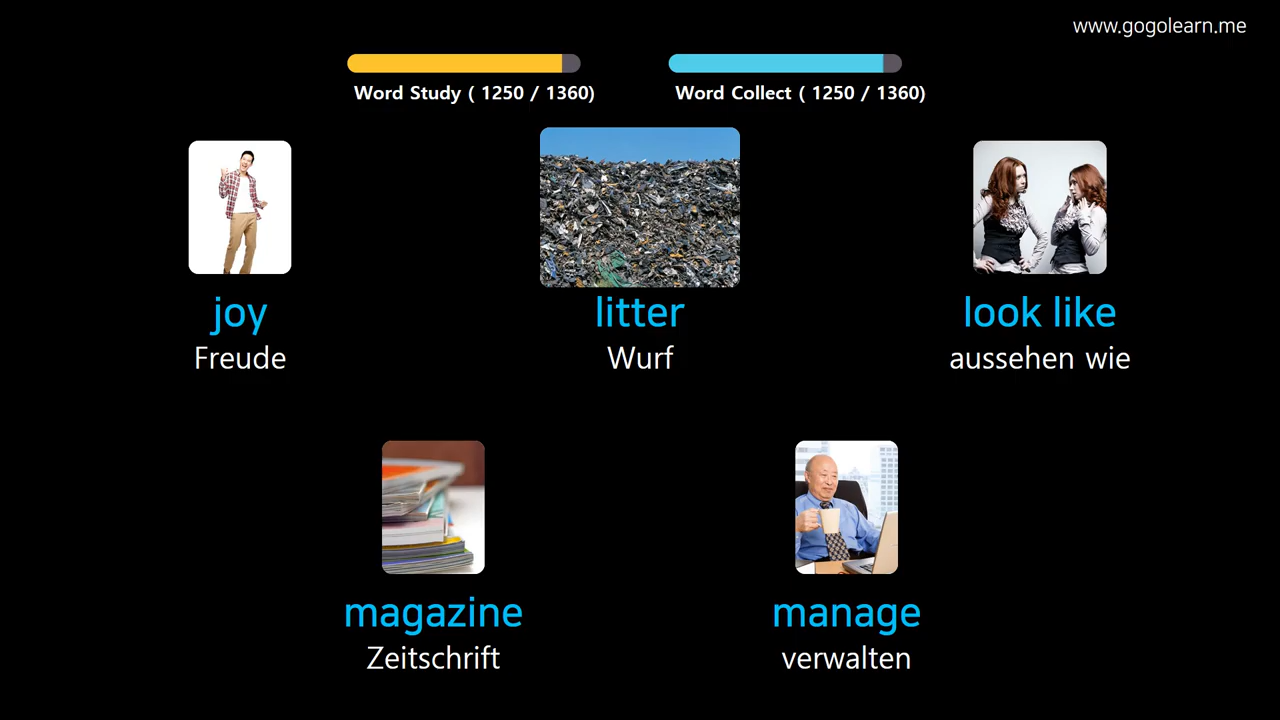 www.gogolearn.me
Word Study ( 1250 / 1360)
Word Collect ( 1250 / 1360)
joy
Freude
litter
Wurf
look like
aussehen wie
magazine
Zeitschrift
manage
verwalten